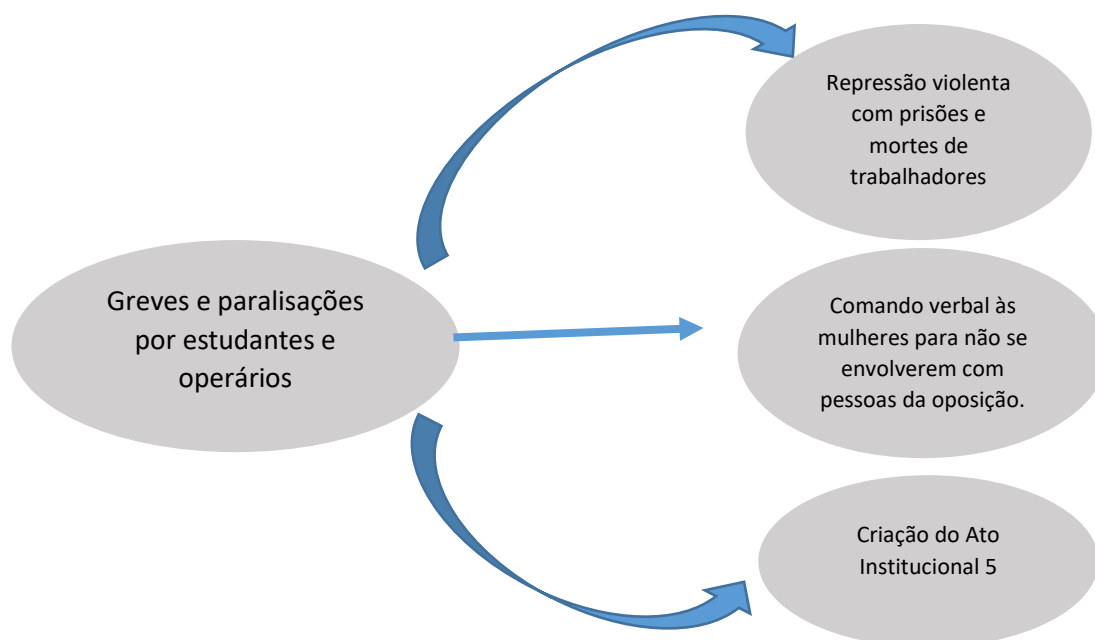 Greves e paralisações
por estudantes e
operários
Repressão violenta
com prisões e
mortes de
trabalhadores
Comando verbal às
mulheres para não se
envolverem com
pessoas da oposição.
Criação do Ato
Institucional 5